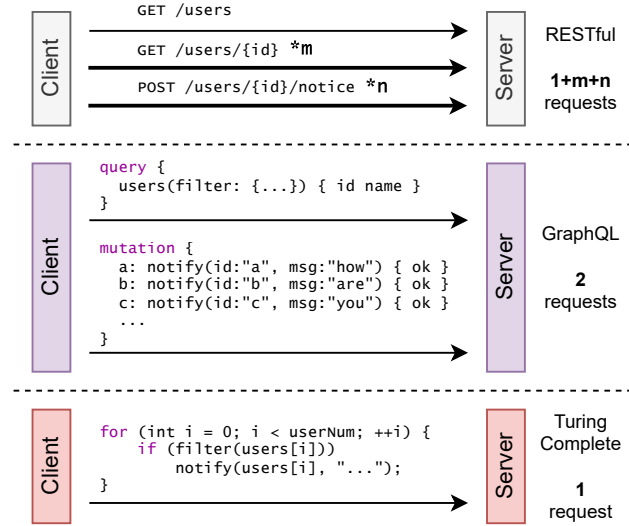 Client
GET /users
GET /users/{id} *m
POST /users/{id}/notice *n
Server
RESTful
1+m+n
requests
Client
query {
  users(filter: {...}) { id name }
}
mutation {
  a: notify(id:"a", msg:"how") { ok }
  b: notify(id:"b", msg:"are") { ok }
  c: notify(id:"c", msg:"you") { ok }
  ...
}
Server
GraphQL
2
requests
Client
for (int i = 0; i < userNum; ++i) {
    if (filter(users[i]))
        notify(users[i], "...");
}
Server
Turing
Complete
1
request